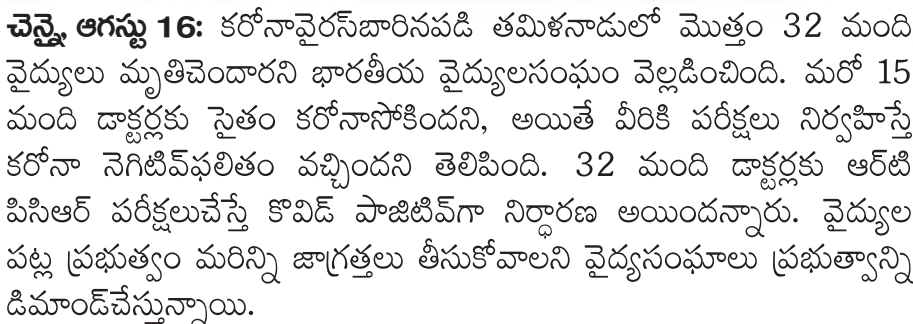 చెన్నై, ఆగస్టు 16: కరోనావైరస్‌బారినపడి తమిళనాడులో మొత్తం 32 మంది
వైద్యులు మృతిచెందారని భారతీయ వైద్యులసంఘం వెల్లడించింది. మరో 15
మంది డాక్టర్లకు సైతం కరోనాసోకిందని, అయితే వీరికి పరీక్షలు నిర్వహిస్తే
కరోనా నెగిటివ్‌ఫలితం వచ్చిందని తెలిపింది. 32 మంది డాక్టర్లకు ఆర్‌టి
పిసిఆర్ పరీక్షలుచేస్తే కొవిడ్ పాజిటివ్‌గా నిర్ధారణ అయిందన్నారు. వైద్యుల
పట్ల ప్రభుత్వం మరిన్ని జాగ్రత్తలు తీసుకోవాలని వైద్యసంఘాలు ప్రభుత్వాన్ని
డిమాండ్‌చేస్తున్నాయి.